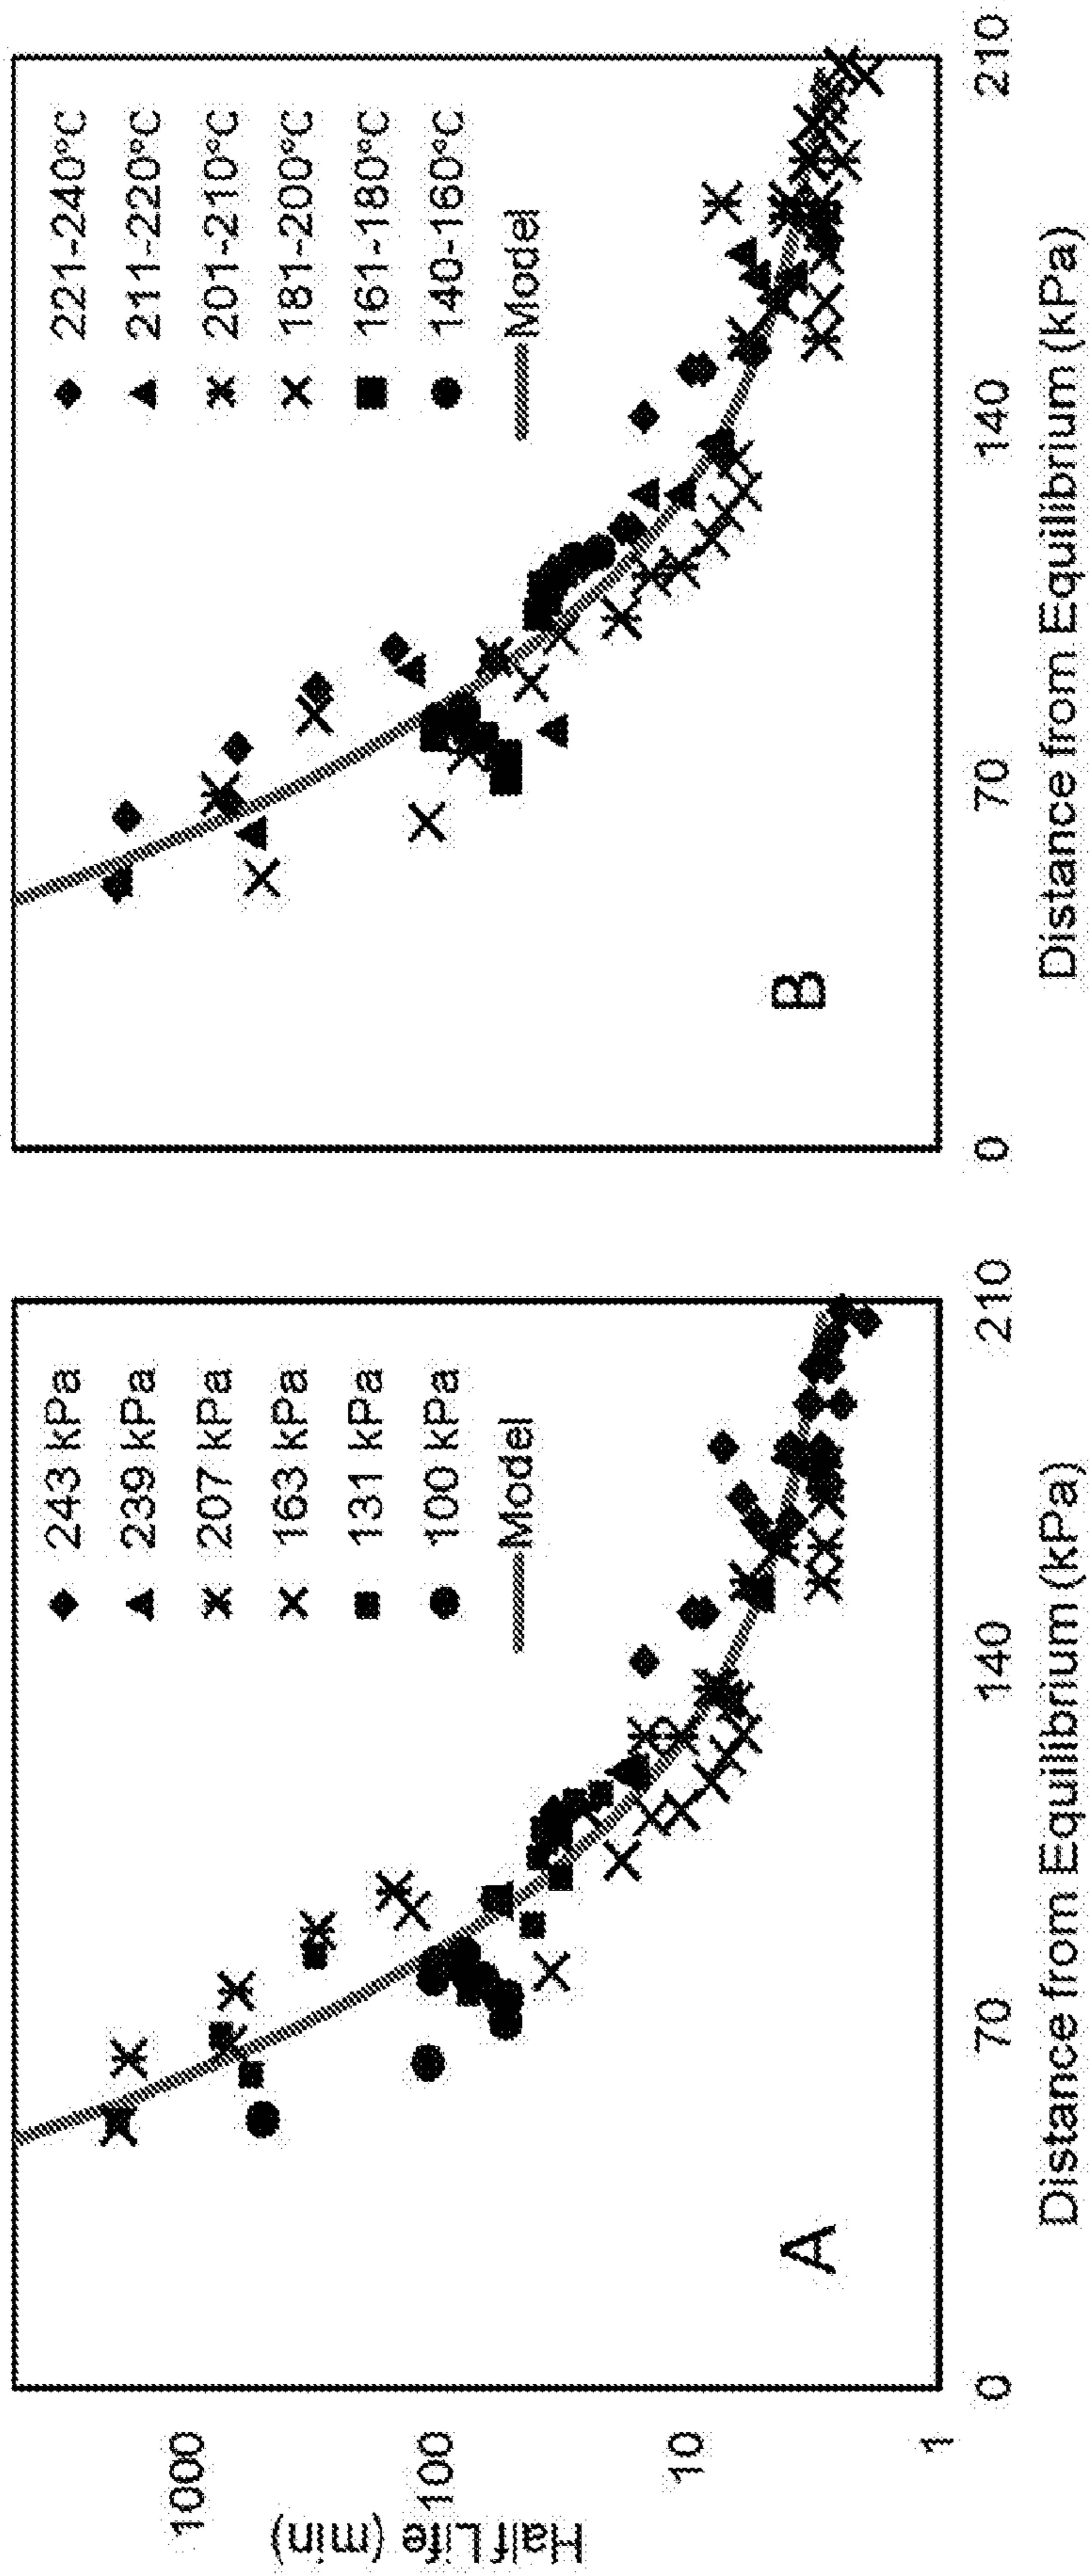 Half Life (min)
1000
100
10
1
243 kPa
239 kPa
207 kPa
163 kPa
131 kPa
100 kPa
Model
A
0
70
140
210
Distance from Equilibrium (kPa)
221-240°C
211-220°C
201-210°C
181-200°C
161-180°C
140-160°C
Model
B
0
70
140
210
Distance from Equilibrium (kPa)